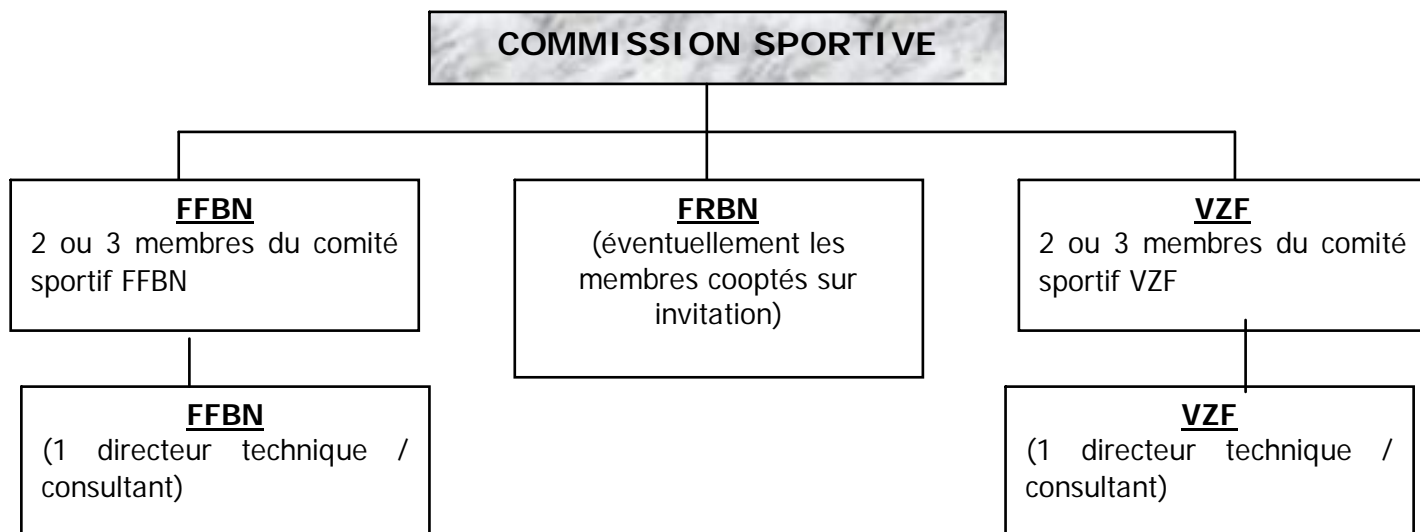 COMMISSION SPORTIVE
FFBN
2 ou 3 membres du comité
sportif FFBN
FRBN
(éventuellement les
membres cooptés sur
invitation)
VZF
2 ou 3 membres du comité
sportif VZF
FFBN
(1 directeur technique /
consultant)
VZF
(1 directeur technique /
consultant)